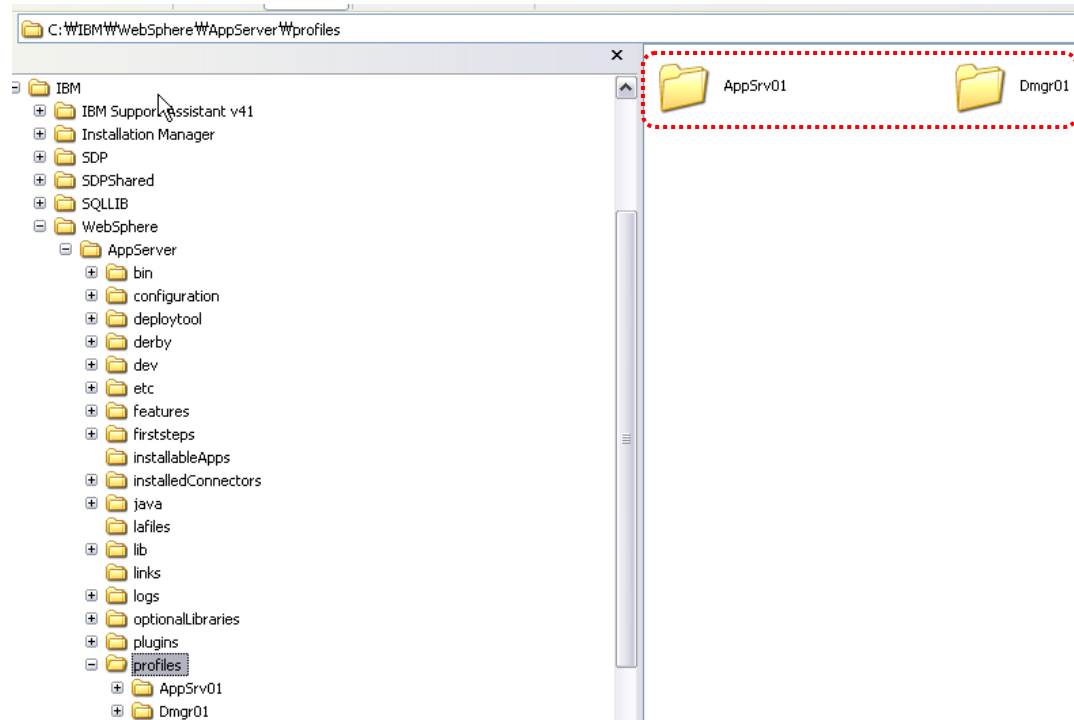 C:₩IBM₩WebSphere₩AppServer₩profiles
IBM
IBM Support Assistant v41
Installation Manager
SDP
SDPShared
SQLLIB
WebSphere
AppServer
bin
configuration
deploytool
derby
dev
etc
features
firststeps
installableApps
installedConnectors
java
lafiles
lib
links
logs
optionalLibraries
plugins
profiles
AppSrv01
Dmgr01
AppSrv01
Dmgr01